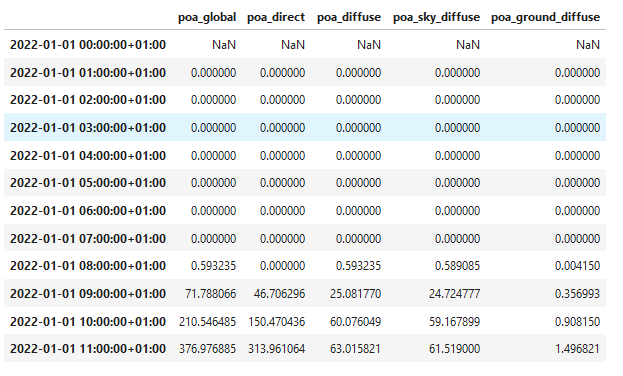 poa_global poa_direct poa_diffuse poa_sky_diffuse poa_ground_diffuse
2022-01-01 00:00:00+01:00 NaN NaN NaN NaN NaN
2022-01-01 01:00:00+01:00 0.000000 0.000000 0.000000 0.000000 0.000000
2022-01-01 02:00:00+01:00 0.000000 0.000000 0.000000 0.000000 0.000000
2022-01-01 03:00:00+01:00 0.000000 0.000000 0.000000 0.000000 0.000000
2022-01-01 04:00:00+01:00 0.000000 0.000000 0.000000 0.000000 0.000000
2022-01-01 05:00:00+01:00 0.000000 0.000000 0.000000 0.000000 0.000000
2022-01-01 06:00:00+01:00 0.000000 0.000000 0.000000 0.000000 0.000000
2022-01-01 07:00:00+01:00 0.000000 0.000000 0.000000 0.000000 0.000000
2022-01-01 08:00:00+01:00 0.593235 0.000000 0.593235 0.589085 0.004150
2022-01-01 09:00:00+01:00 71.788066 46.706296 25.081770 24.724777 0.356993
2022-01-01 10:00:00+01:00 210.546485 150.470436 60.076049 59.167899 0.908150
2022-01-01 11:00:00+01:00 376.976885 313.961064 63.015821 61.519000 1.496821